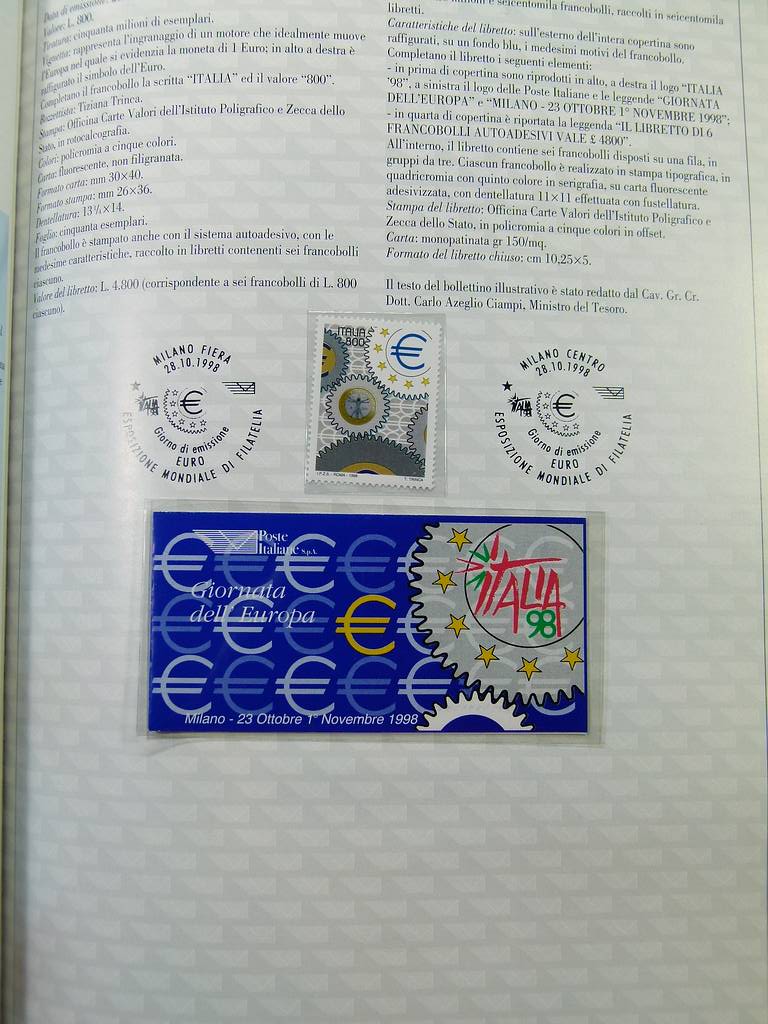 Data di emissione:
Valore: L. 800.
Tiratura: cinquanta milioni di esemplari.
Vignetta: rappresenta l'ingranaggio di un motore che idealmente muove
l'Europa nel quale si evidenzia la moneta di 1 Euro; in alto a destra è
raffigurato il simbolo dell'Euro.
Completano il francobollo la scritta “ITALIA” ed il valore “800”.
Bozzettista: Tiziana Trinca.
Stampa: Officina Carte Valori dell'Istituto Poligrafico e Zecca dello
Stato, in rotocalcografia.
Colori: policromia a cinque colori.
Carta: fluorescente, non filigranata.
Formato carta: mm 30×40.
Formato stampa: mm 26×36.
Dentellatura: 13¼×14.
Foglio: cinquanta esemplari.
Il francobollo è stampato anche con il sistema autoadesivo, con le
medesime caratteristiche, raccolto in libretti contenenti sei francobolli
ciascuno.
Valore del libretto: L. 4.800 (corrispondente a sei francobolli di L. 800
ciascuno).
milioni e seicentomila francobolli, raccolti in seicentomila
libretti.
Caratteristiche del libretto: sull'esterno dell'intera copertina sono
raffigurati, su un fondo blu, i medesimi motivi del francobollo.
Completano il libretto i seguenti elementi:
- in prima di copertina sono riprodotti in alto, a destra il logo “ITALIA
'98”, a sinistra il logo delle Poste Italiane e le leggende “GIORNATA
DELL'EUROPA” e “MILANO - 23 OTTOBRE 1° NOVEMBRE 1998”;
- in quarta di copertina è riportata la leggenda “IL LIBRETTO DI 6
FRANCOBOLLI AUTOADESIVI VALE £ 4800”.
All'interno, il libretto contiene sei francobolli disposti su una fila, in
gruppi da tre. Ciascun francobollo è realizzato in stampa tipografica, in
quadricromia con quinto colore in serigrafia, su carta fluorescente
adesivizzata, con dentellatura 11×11 effettuata con fustellatura.
Stampa del libretto: Officina Carte Valori dell'Istituto Poligrafico e
Zecca dello Stato, in policromia a cinque colori in offset.
Carta: monopatinata gr 150/mq.
Formato del libretto chiuso: cm 10,25×5.
Il testo del bollettino illustrativo è stato redatto dal Cav. Gr. Cr.
Dott. Carlo Azeglio Ciampi, Ministro del Tesoro.
MILANO FIERA
28.10.1998
ITALIA
€
Giorno di emissione
EURO
ESPOSIZIONE MONDIALE DI FILATELIA
ITALIA
800
€
I.P.Z.S. - ROMA - 1998
T. TRINCA
MILANO CENTRO
28.10.1998
ITALIA
€
Giorno di emissione
EURO
ESPOSIZIONE MONDIALE DI FILATELIA
Poste
Italiane S.p.A.
Giornata
dell'Europa
€
ITALIA
98
Milano - 23 Ottobre 1° Novembre 1998